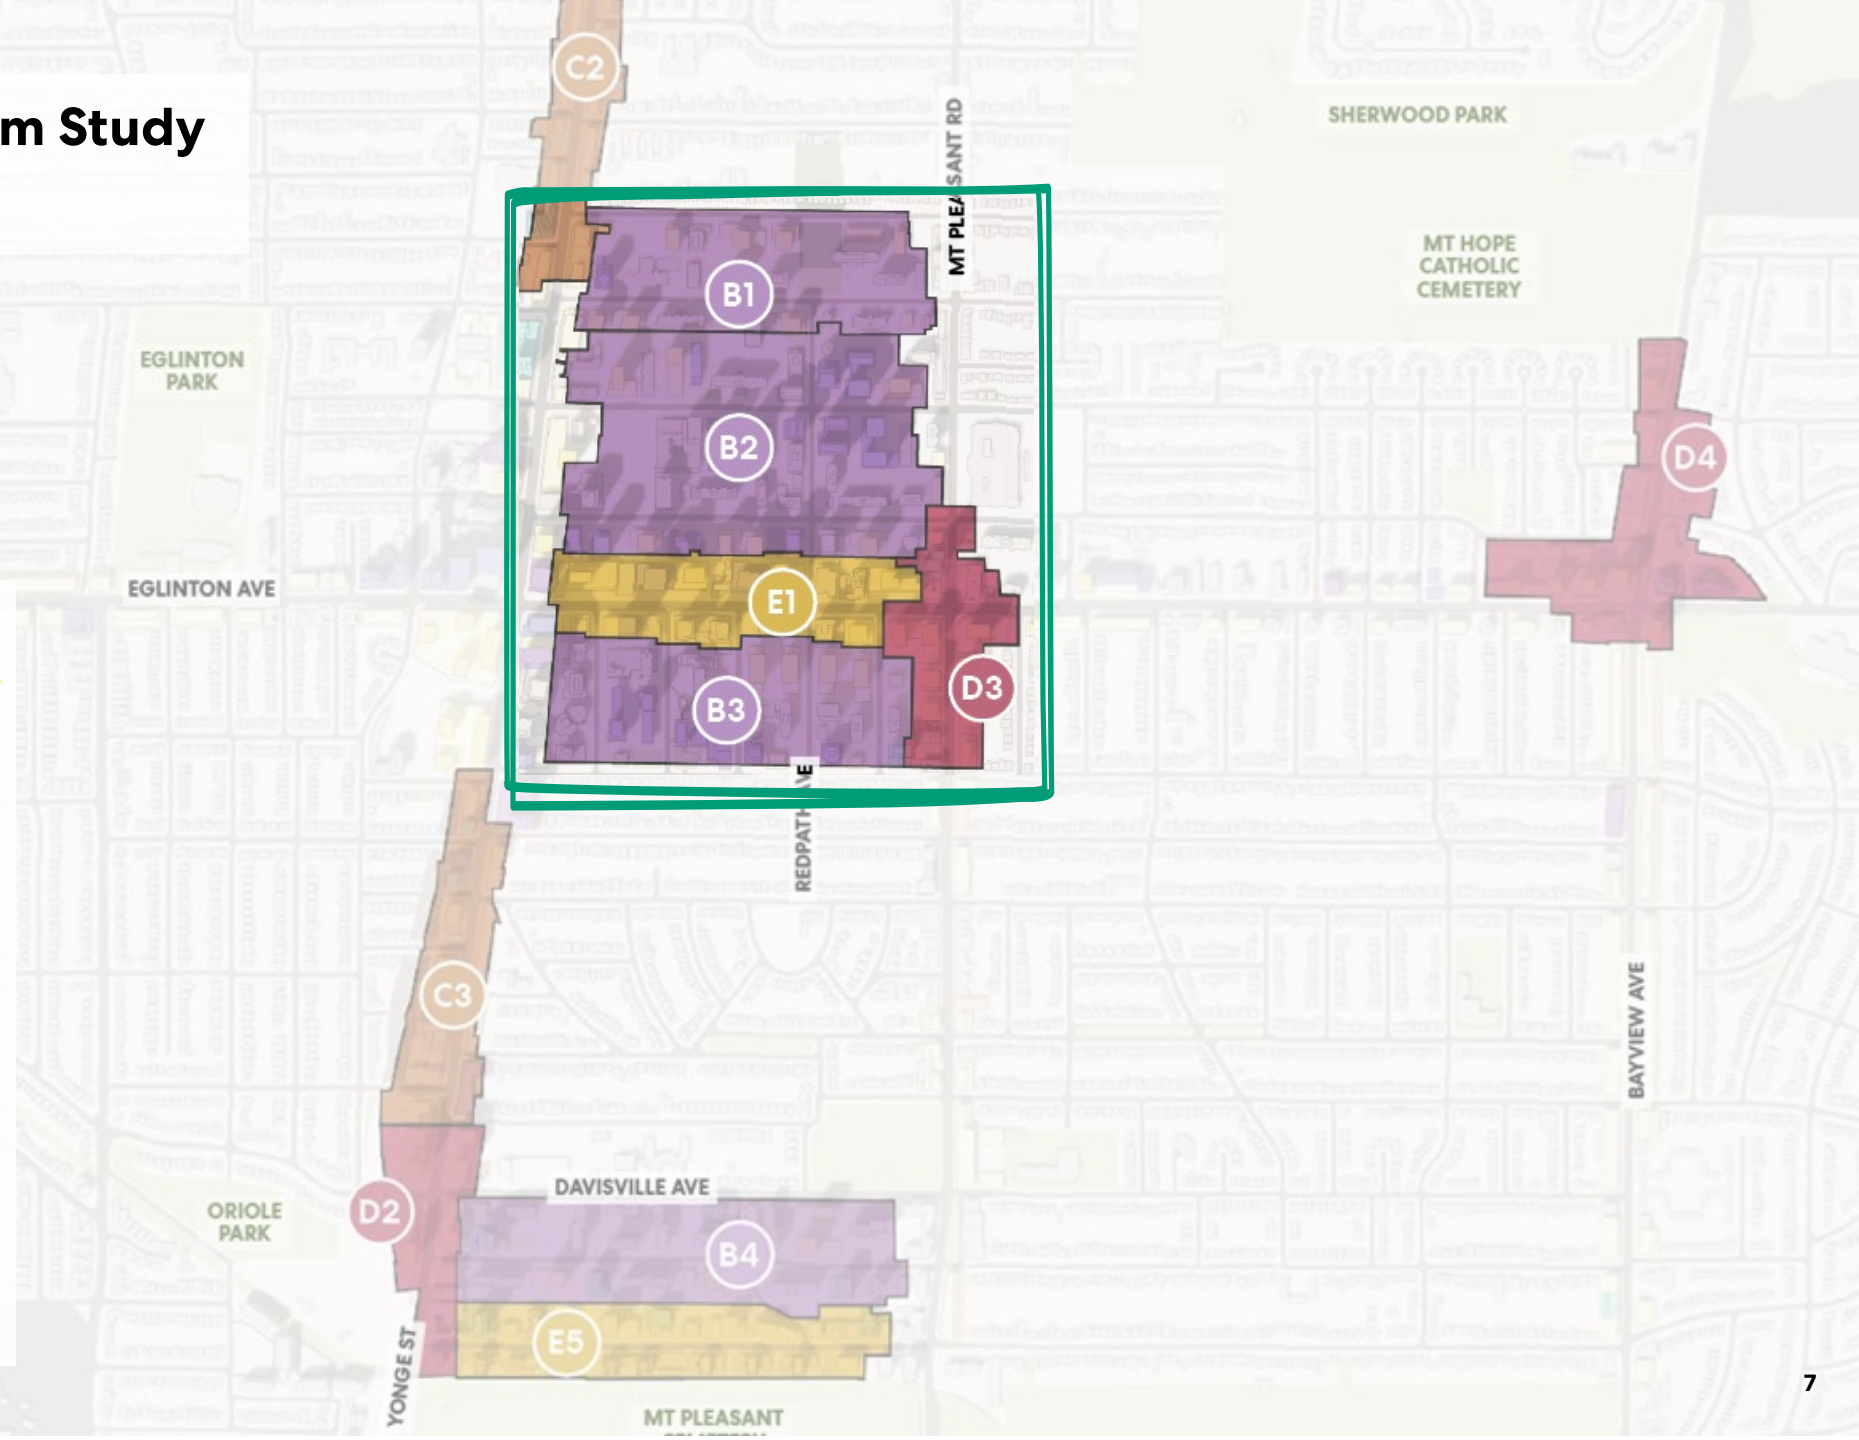 C2
m Study
MT PLEASANT RD
SHERWOOD PARK
MT HOPE
CATHOLIC
CEMETERY
B1
EGLINTON
PARK
B2
D4
EGLINTON AVE
E1
D3
B3
REDPATH AVE
C3
BAYVIEW AVE
DAVISVILLE AVE
D2
ORIOLE
PARK
B4
E5
YONGE ST
7
MT PLEASANT
CEMETERY